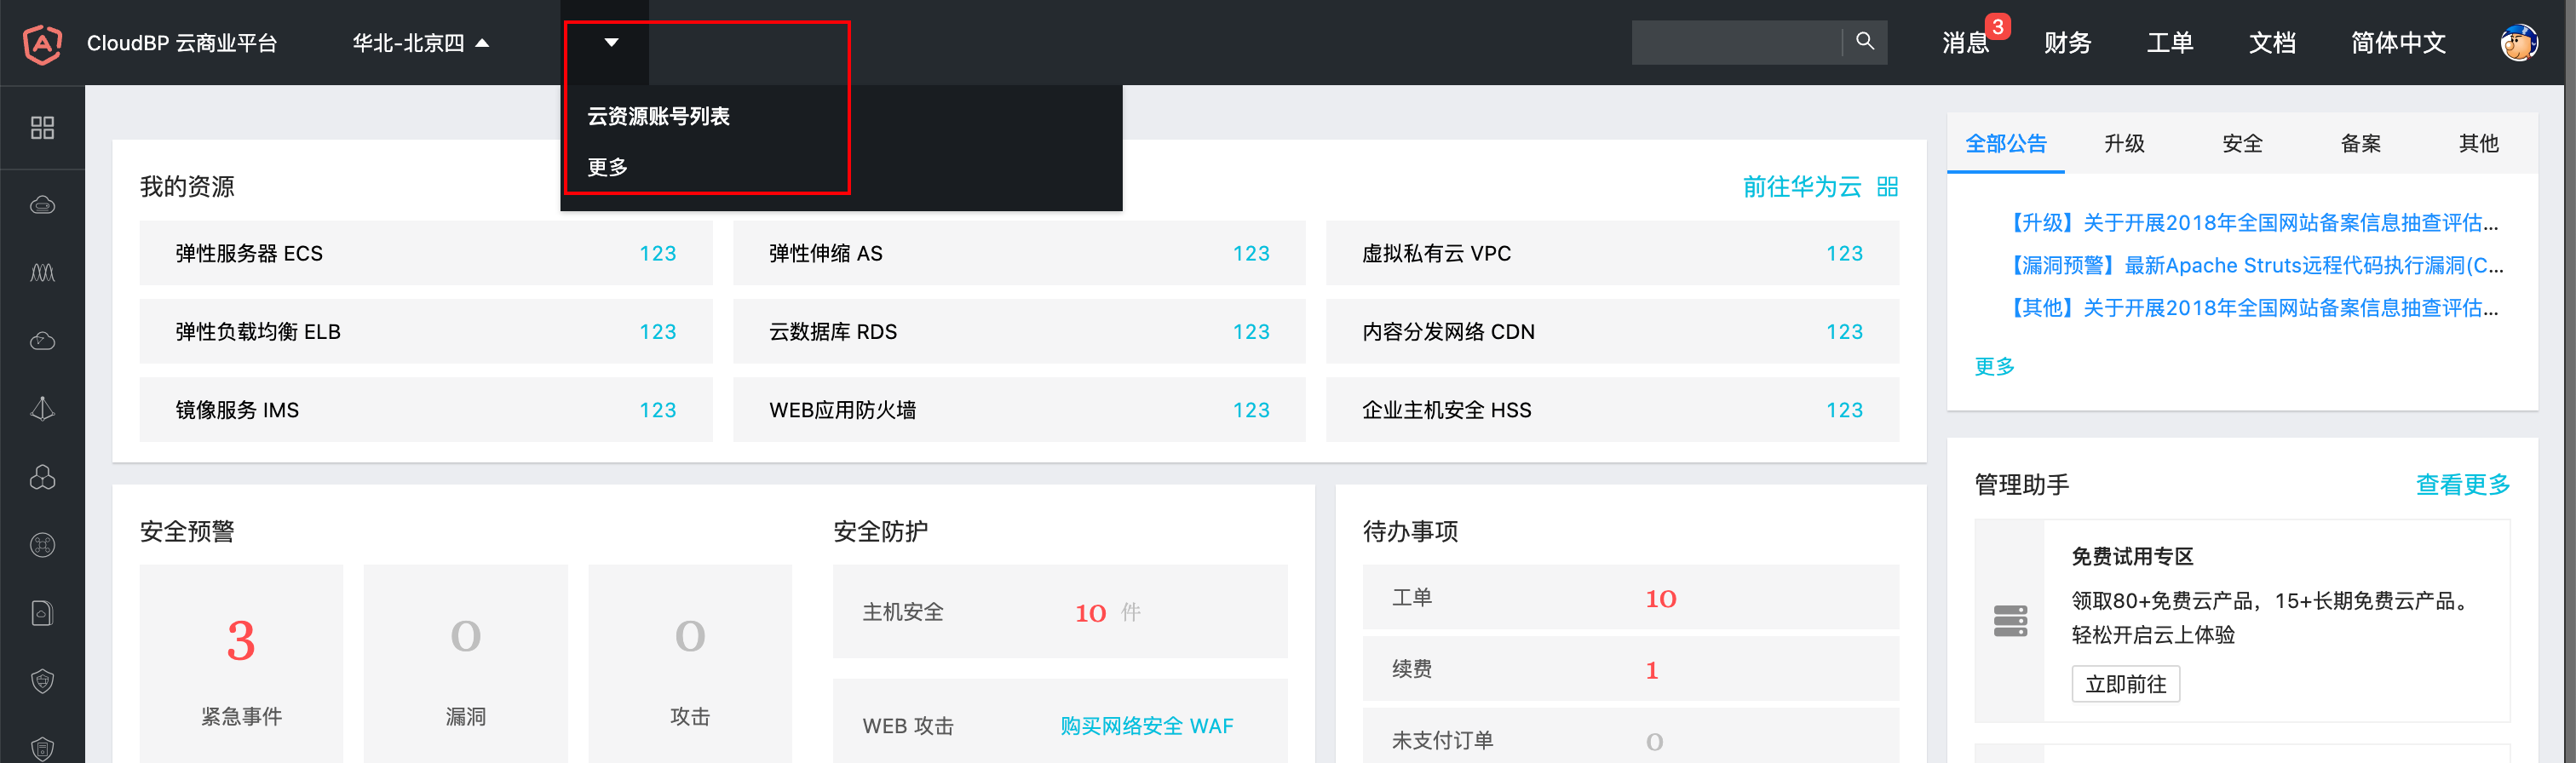 CloudBP 云商业平台
华北-北京四
消息
3
财务
工单
文档
简体中文
云资源账号列表
更多
我的资源
前往华为云
弹性服务器 ECS
123
弹性伸缩 AS
123
虚拟私有云 VPC
123
弹性负载均衡 ELB
123
云数据库 RDS
123
内容分发网络 CDN
123
镜像服务 IMS
123
WEB应用防火墙
123
企业主机安全 HSS
123
安全预警
3
紧急事件
0
漏洞
0
攻击
安全防护
主机安全
10 件
WEB 攻击
购买网络安全 WAF
待办事项
工单
10
续费
1
未支付订单
0
全部公告
升级
安全
备案
其他
【升级】关于开展2018年全国网站备案信息抽查评估...
【漏洞预警】最新Apache Struts远程代码执行漏洞(C...
【其他】关于开展2018年全国网站备案信息抽查评估...
更多
管理助手
查看更多
免费试用专区
领取80+免费云产品，15+长期免费云产品。
轻松开启云上体验
立即前往